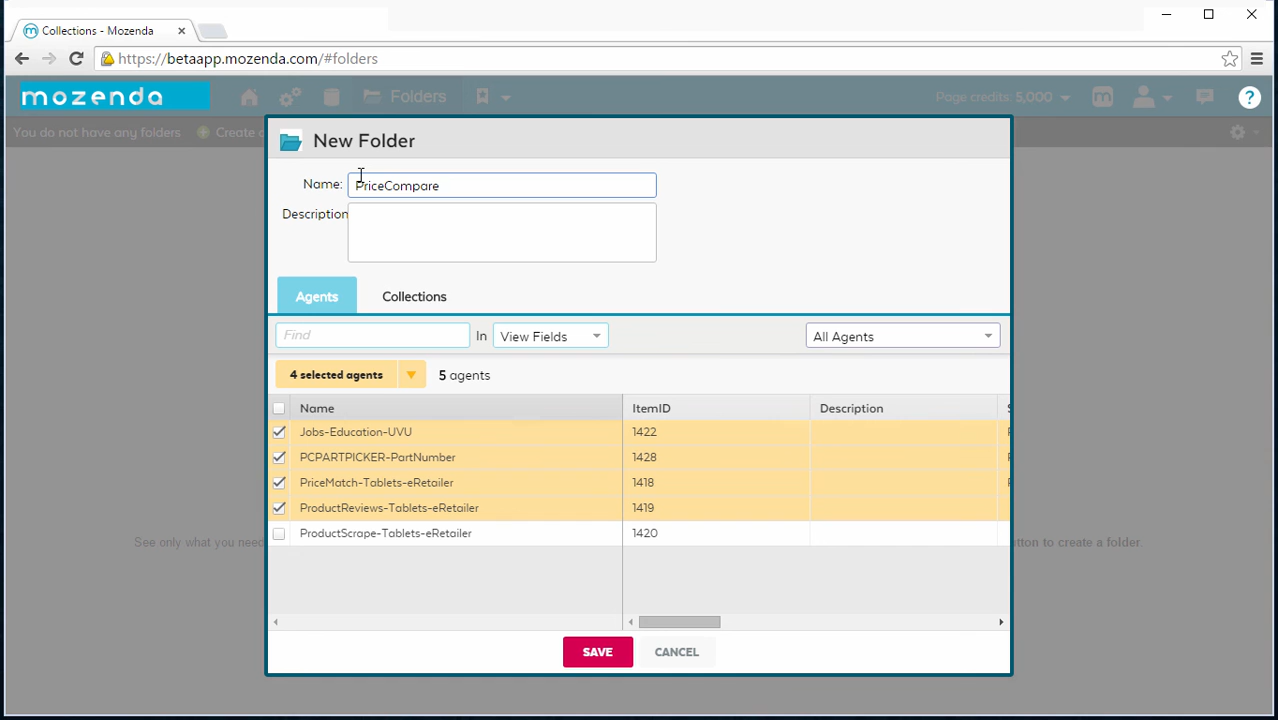 Collections - Mozenda
https://betaapp.mozenda.com/#folders
mozenda
Folders
Page credits: 5,000
You do not have any folders
Create
New Folder
Name:
PriceCompare
Description
Agents
Collections
Find
In
View Fields
All Agents
4 selected agents
5 agents
Name ItemID Description
Jobs-Education-UVU 1422
PCPARTPICKER-PartNumber 1428
PriceMatch-Tablets-eRetailer 1418
ProductReviews-Tablets-eRetailer 1419
ProductScrape-Tablets-eRetailer 1420
See only what you need
to create a folder.
SAVE
CANCEL